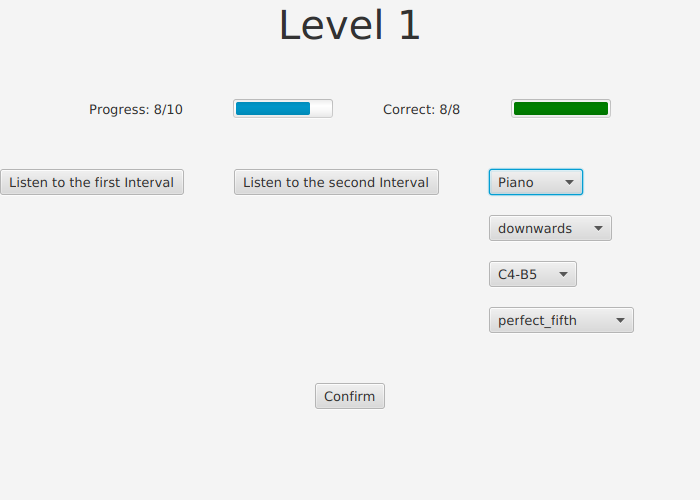 Level 1
Progress: 8/10
Correct: 8/8
Listen to the first Interval
Listen to the second Interval
Piano
downwards
C4-B5
perfect_fifth
Confirm